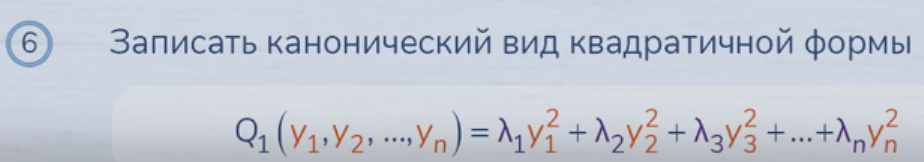 6 Записать канонический вид квадратичной формы
Q₁(y₁,y₂, ...,yₙ) = λ₁y₁² + λ₂y₂² + λ₃y₃² + ...+λₙyₙ²